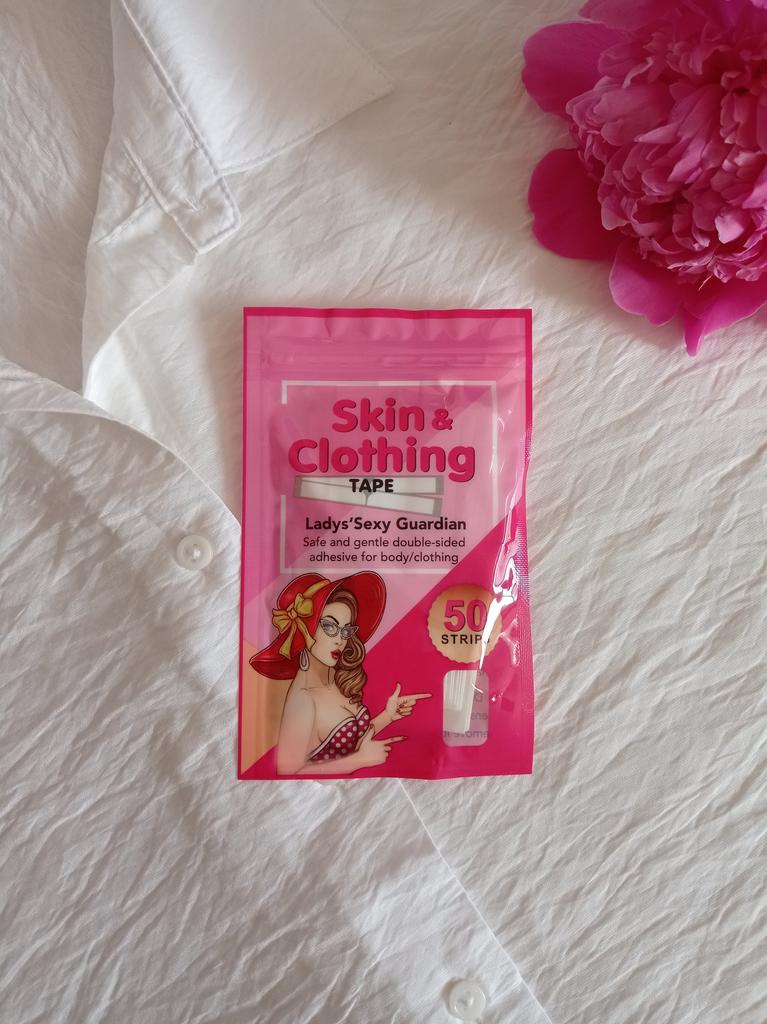 Skin &
Clothing
TAPE
Ladys'Sexy Guardian
Safe and gentle double-sided
adhesive for body/clothing
50
STRIPS